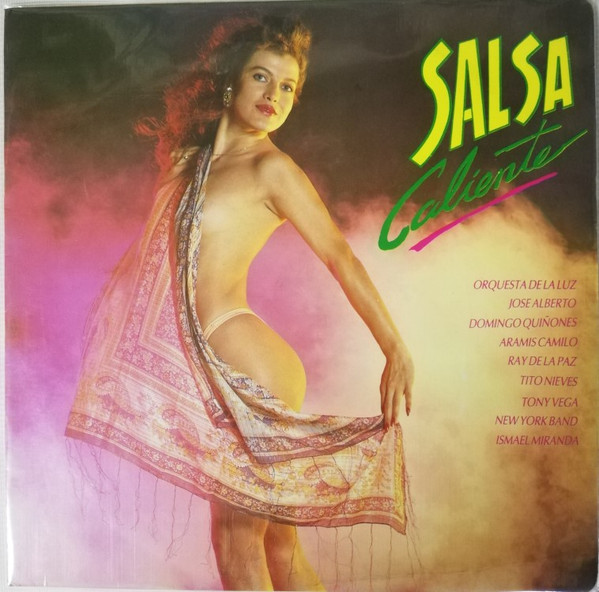 SALSA
Caliente
ORQUESTA DE LA LUZ
JOSE ALBERTO
DOMINGO QUIÑONES
ARAMIS CAMILO
RAY DE LA PAZ
TITO NIEVES
TONY VEGA
NEW YORK BAND
ISMAEL MIRANDA